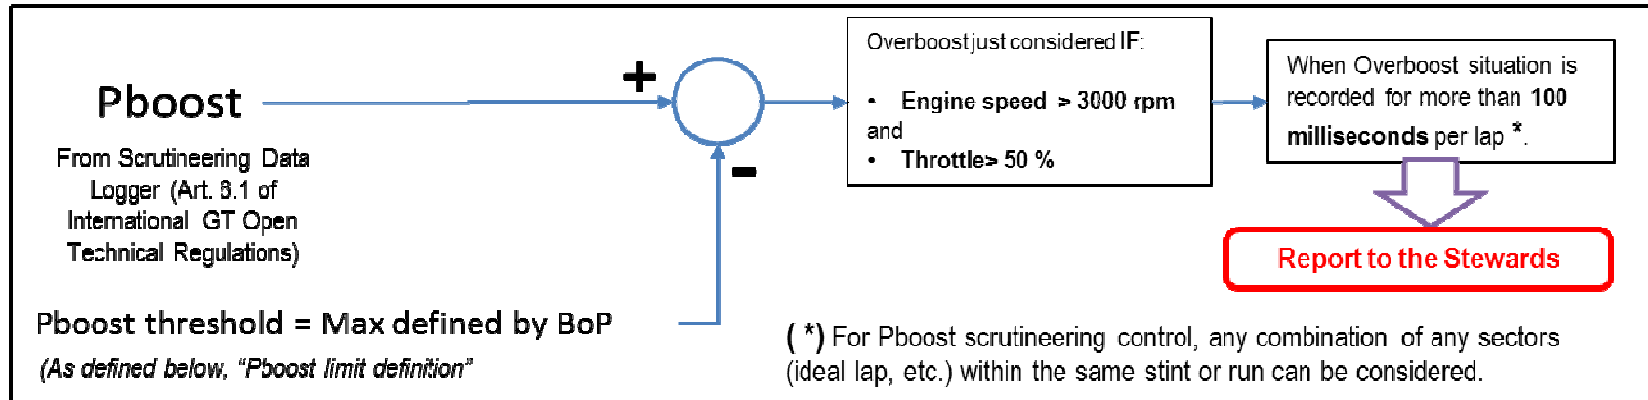 Pboost
From Scrutineering Data
Logger (Art. 6.1 of
International GT Open
Technical Regulations)
+
-
Pboost threshold = Max defined by BoP
(As defined below, “Pboost limit definition”
Overboost just considered IF:
• Engine speed > 3000 rpm
and
• Throttle> 50 %
When Overboost situation is
recorded for more than 100
milliseconds per lap *.
Report to the Stewards
( *) For Pboost scrutineering control, any combination of any sectors
(ideal lap, etc.) within the same stint or run can be considered.